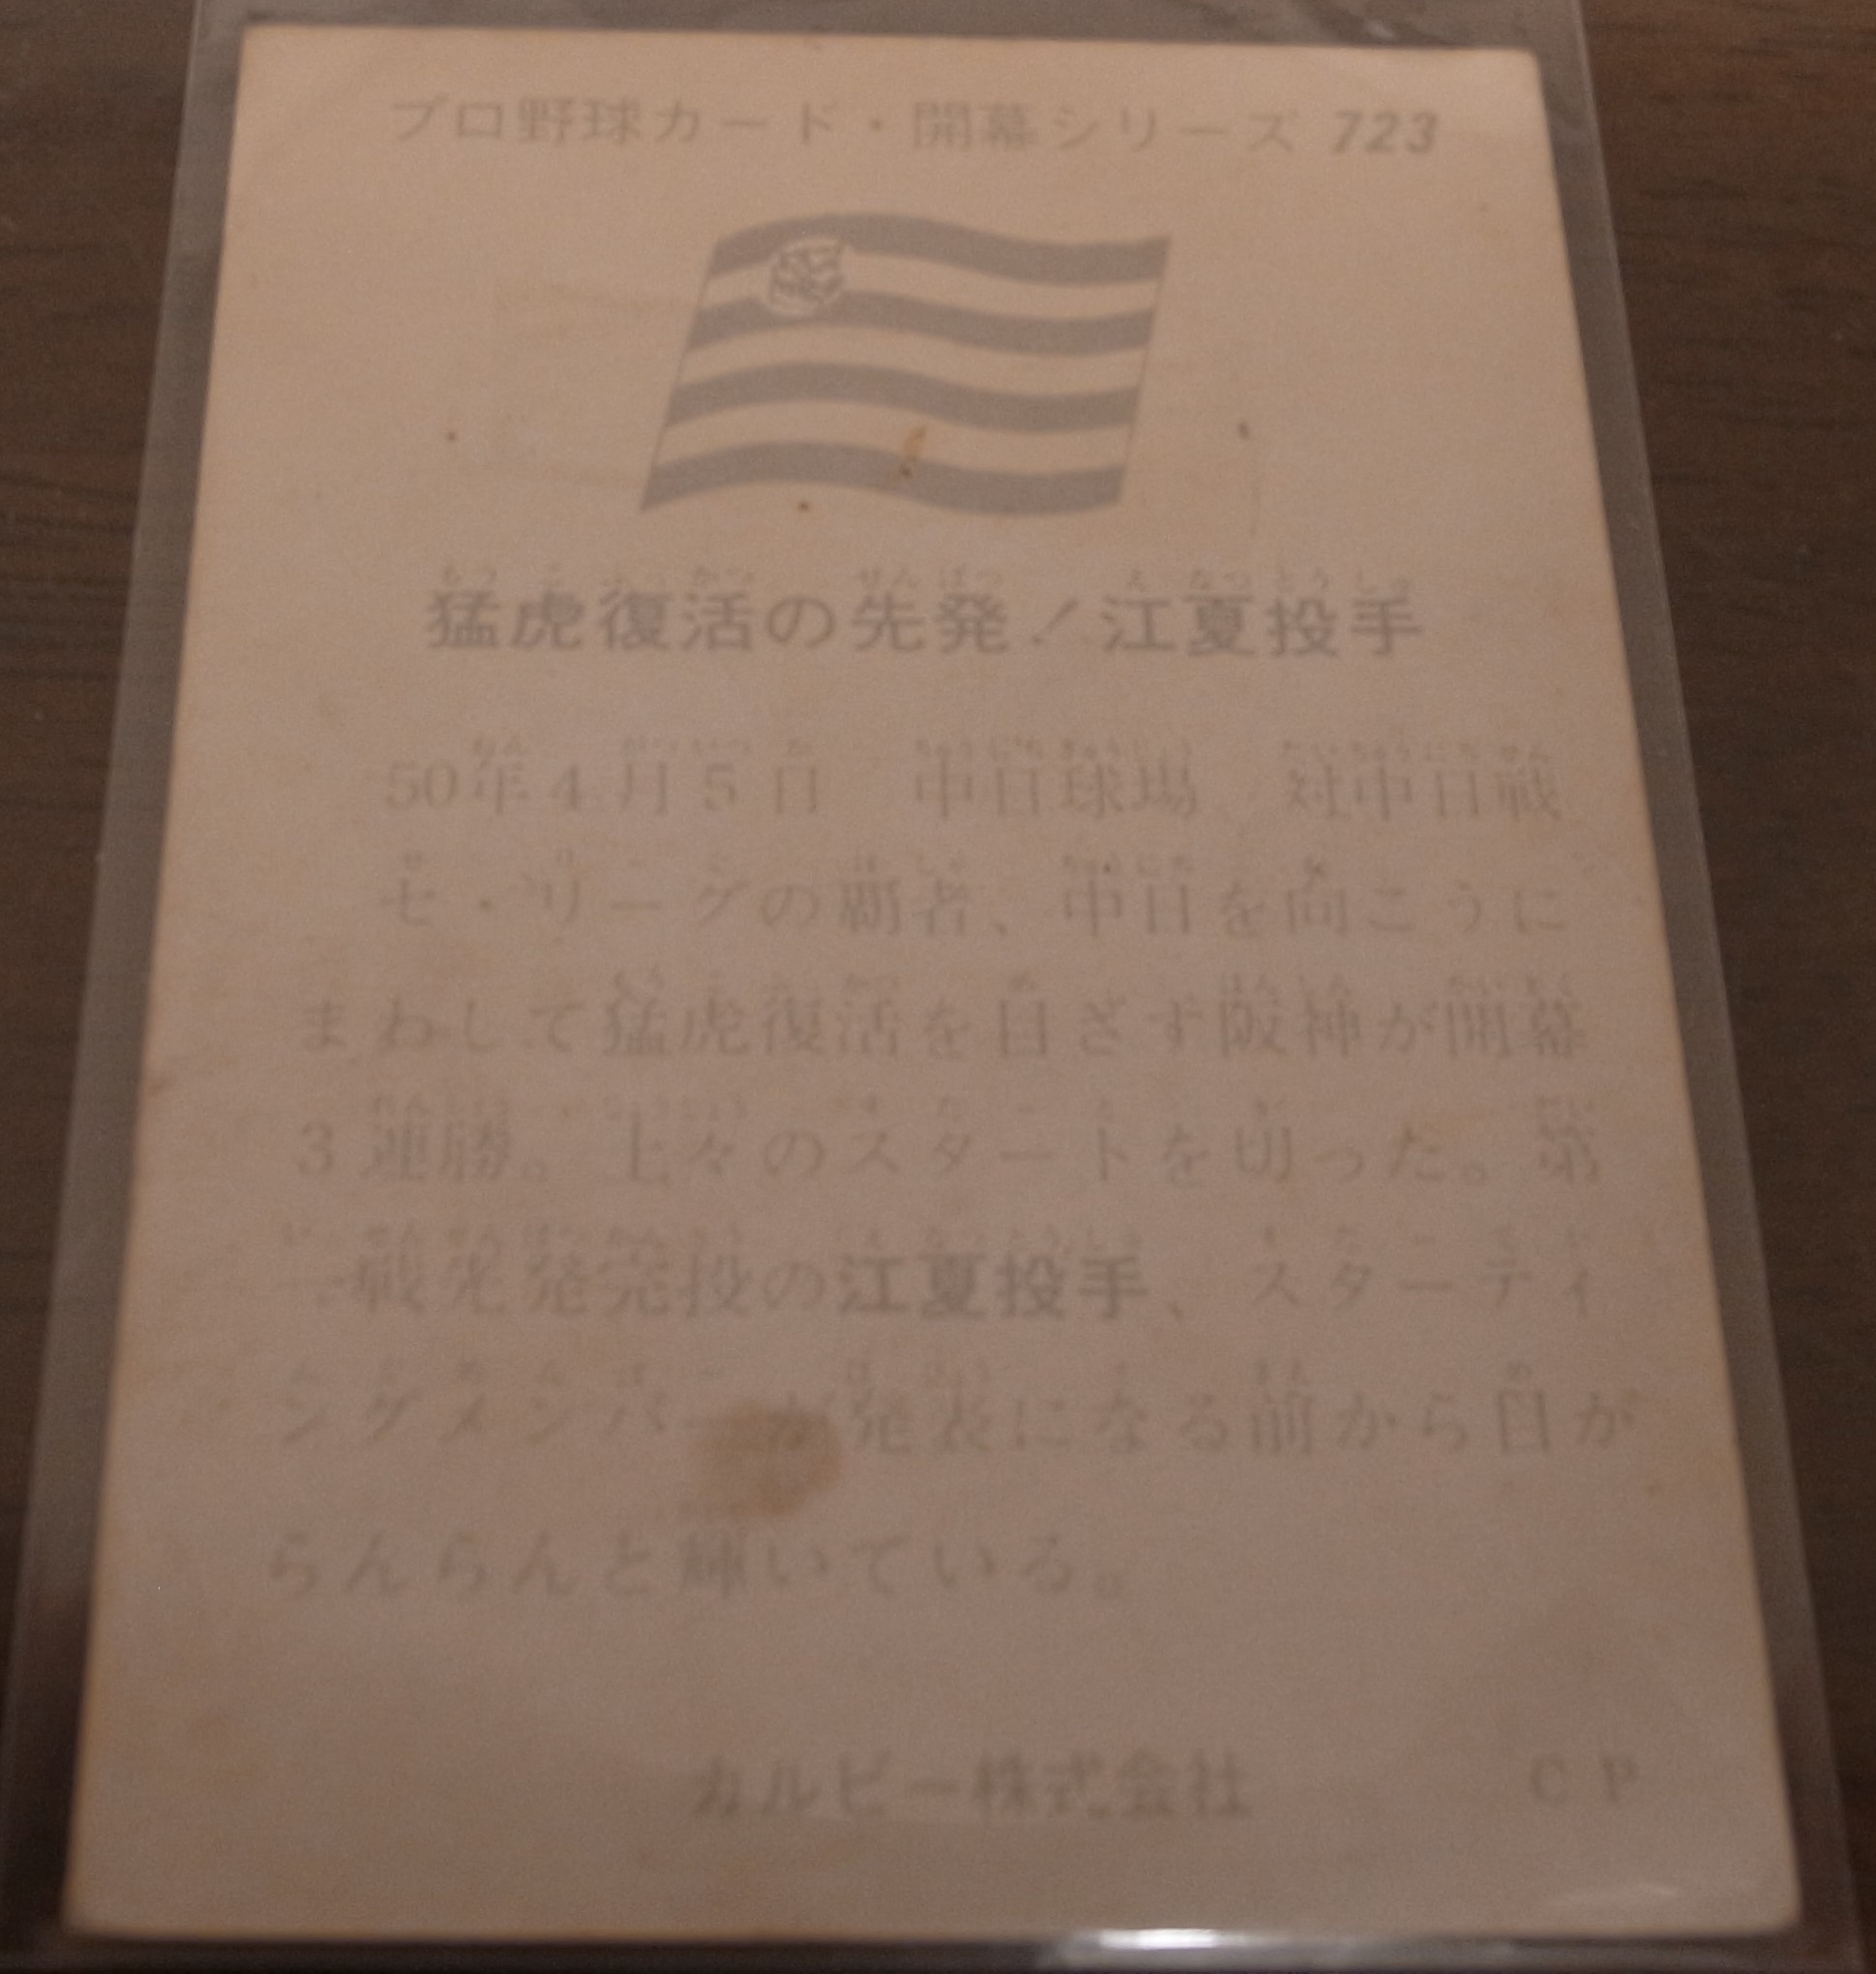 プロ野球カード・開幕シリーズ 723
猛虎復活の先発！江夏投手
50年4月5日 中日球場 対中日戦
セ・リーグの覇者、中日を向こうに
まわして猛虎復活を目ざす阪神が開幕
3連勝。上々のスタートを切った。第
一戦先発完投の江夏投手、スターティ
ングメンバーが発表になる前から目が
らんらんと輝いている。
カルビー株式会社 CP